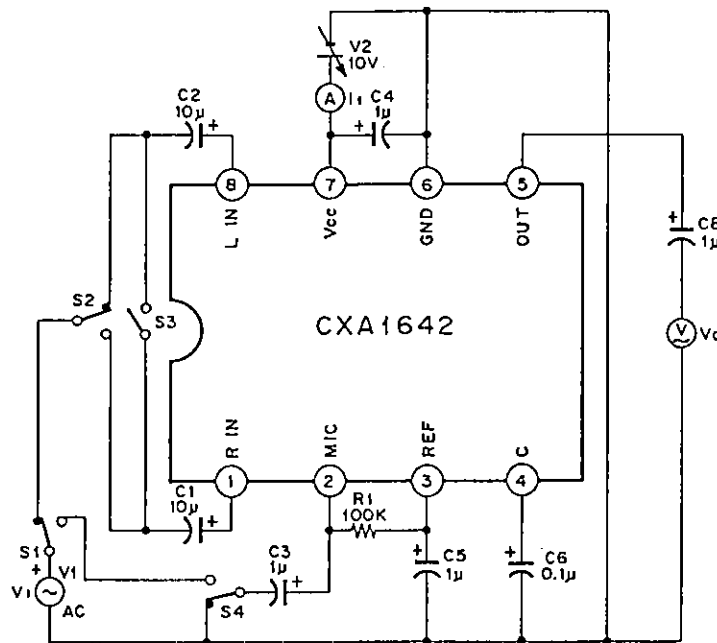 V2
10V
A I1
C2
10μ
C4
1μ
8 7 6 5
L IN
Vcc
GND
OUT
C8
1μ
S2
S3
CXA1642
V
R IN
MIC
REF
C
1 2 3 4
C1
10μ
R1
100K
S1
C3
1μ
C5
1μ
C6
0.1μ
V1
V1
AC
S4